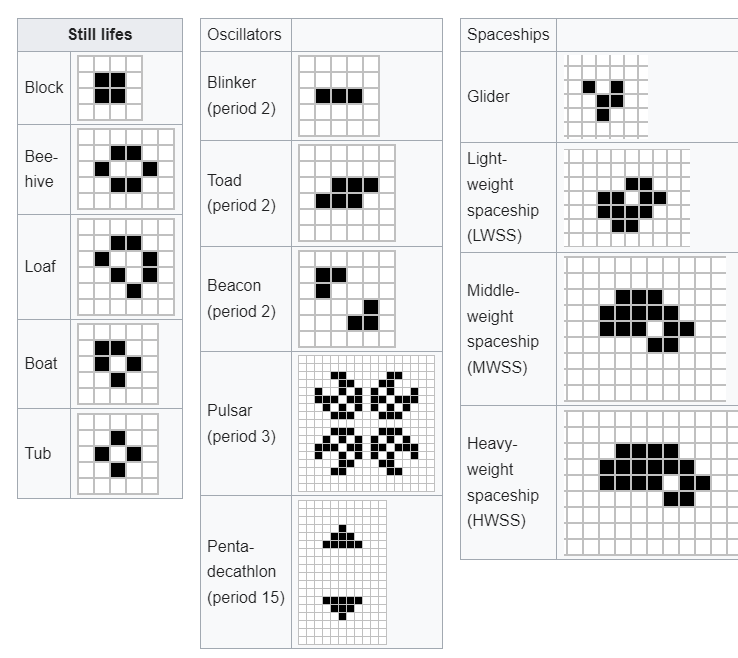 Still lifes
Block
Bee-
hive
Loaf
Boat
Tub
Oscillators
Blinker
(period 2)
Toad
(period 2)
Beacon
(period 2)
Pulsar
(period 3)
Penta-
decathlon
(period 15)
Spaceships
Glider
Light-
weight
spaceship
(LWSS)
Middle-
weight
spaceship
(MWSS)
Heavy-
weight
spaceship
(HWSS)